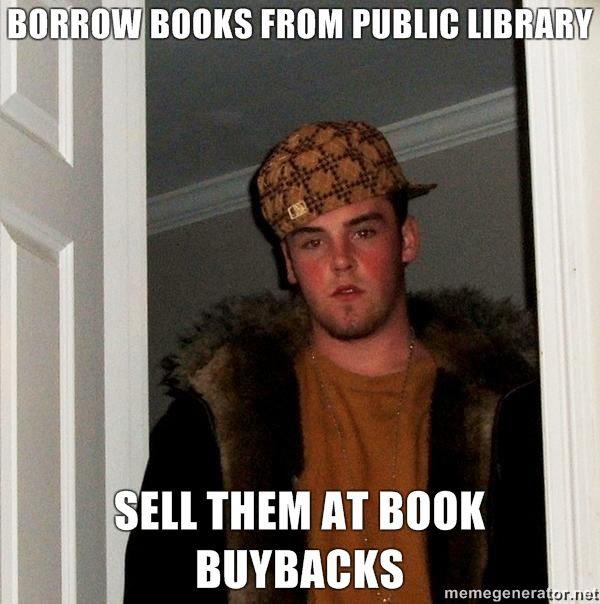 BORROW BOOKS FROM PUBLIC LIBRARY
SELL THEM AT BOOK
BUYBACKS
memegenerator.net